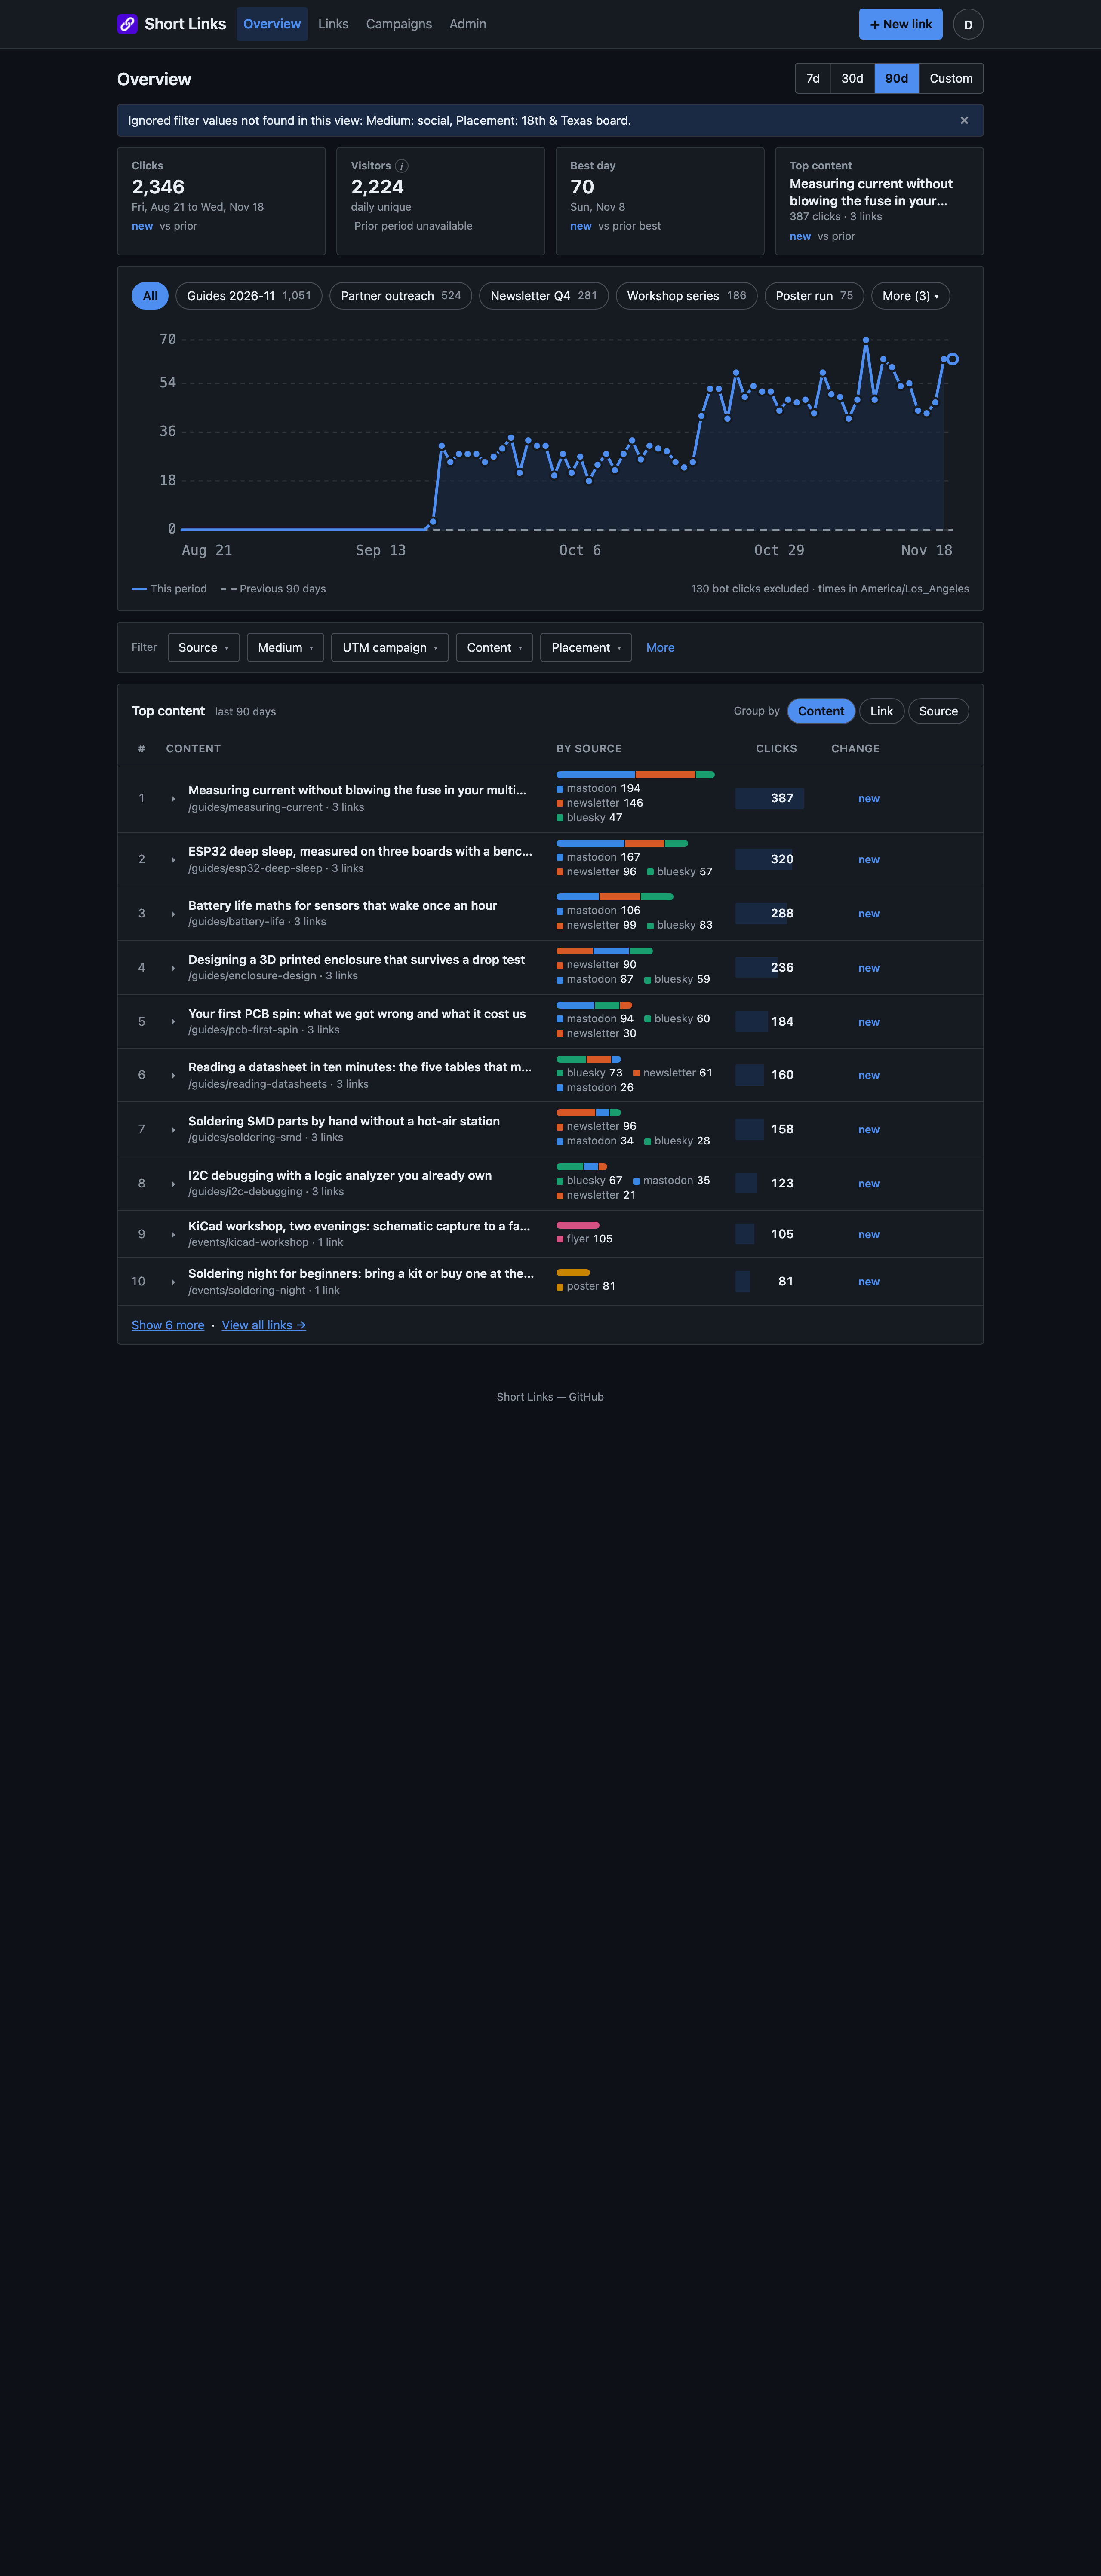 Short Links
Overview
Links
Campaigns
Admin
+ New link
D
Overview
7d
30d
90d
Custom
Ignored filter values not found in this view: Medium: social, Placement: 18th & Texas board.
×
Clicks
2,346
Fri, Aug 21 to Wed, Nov 18
new vs prior
Visitors i
2,224
daily unique
Prior period unavailable
Best day
70
Sun, Nov 8
new vs prior best
Top content
Measuring current without
blowing the fuse in your...
387 clicks · 3 links
new vs prior
All
Guides 2026-11 1,051
Partner outreach 524
Newsletter Q4 281
Workshop series 186
Poster run 75
More (3) ▾
70
54
36
18
0
Aug 21
Sep 13
Oct 6
Oct 29
Nov 18
This period
Previous 90 days
130 bot clicks excluded · times in America/Los_Angeles
Filter
Source
Medium
UTM campaign
Content
Placement
More
Top content last 90 days
Group by
Content
Link
Source
# CONTENT BY SOURCE CLICKS CHANGE
1
Measuring current without blowing the fuse in your multi...
/guides/measuring-current · 3 links
mastodon 194
newsletter 146
bluesky 47
387
new
2
ESP32 deep sleep, measured on three boards with a benc...
/guides/esp32-deep-sleep · 3 links
mastodon 167
newsletter 96 bluesky 57
320
new
3
Battery life maths for sensors that wake once an hour
/guides/battery-life · 3 links
mastodon 106
newsletter 99 bluesky 83
288
new
4
Designing a 3D printed enclosure that survives a drop test
/guides/enclosure-design · 3 links
newsletter 90
mastodon 87 bluesky 59
236
new
5
Your first PCB spin: what we got wrong and what it cost us
/guides/pcb-first-spin · 3 links
mastodon 94 bluesky 60
newsletter 30
184
new
6
Reading a datasheet in ten minutes: the five tables that m...
/guides/reading-datasheets · 3 links
bluesky 73 newsletter 61
mastodon 26
160
new
7
Soldering SMD parts by hand without a hot-air station
/guides/soldering-smd · 3 links
newsletter 96
mastodon 34 bluesky 28
158
new
8
I2C debugging with a logic analyzer you already own
/guides/i2c-debugging · 3 links
bluesky 67 mastodon 35
newsletter 21
123
new
9
KiCad workshop, two evenings: schematic capture to a fa...
/events/kicad-workshop · 1 link
flyer 105
105
new
10
Soldering night for beginners: bring a kit or buy one at the...
/events/soldering-night · 1 link
poster 81
81
new
Show 6 more · View all links →
Short Links — GitHub